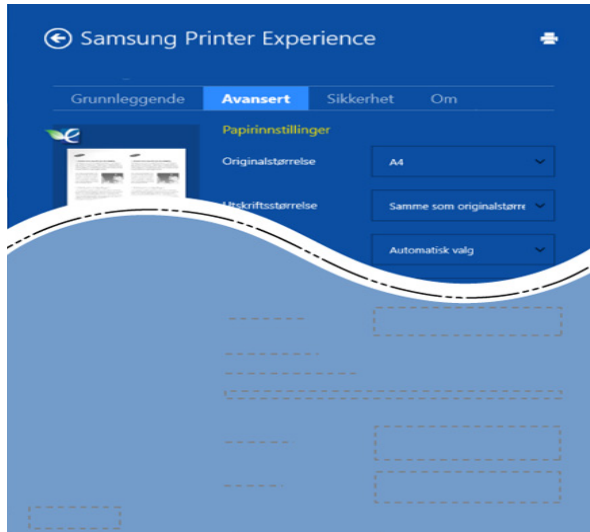 Samsung Printer Experience
Grunnleggende Avansert Sikkerhet Om
Papirinnstillinger
Originalstørrelse A4
Utskriftsstørrelse Samme som originalstørre
Automatisk valg